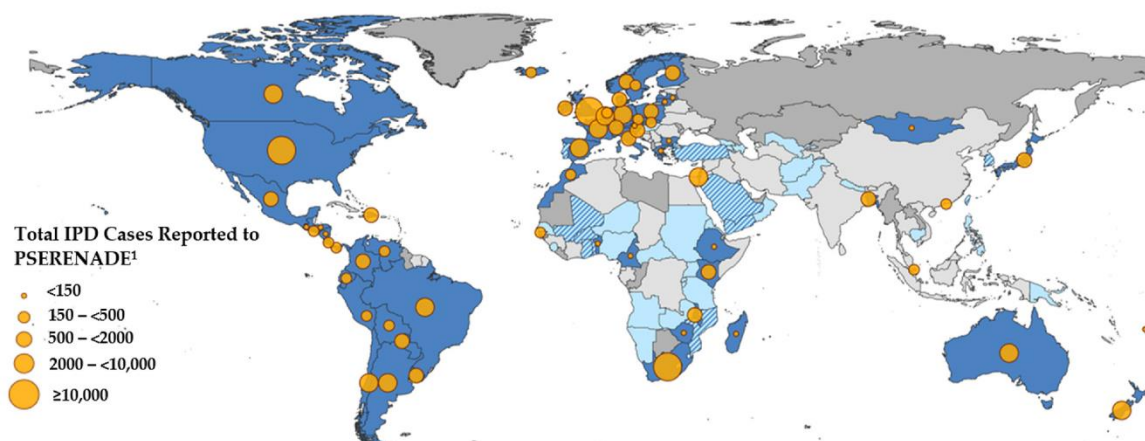 Total IPD Cases Reported to
PSERENADE¹
<150
150 – <500
500 – <2000
2000 – <10,000
≥10,000